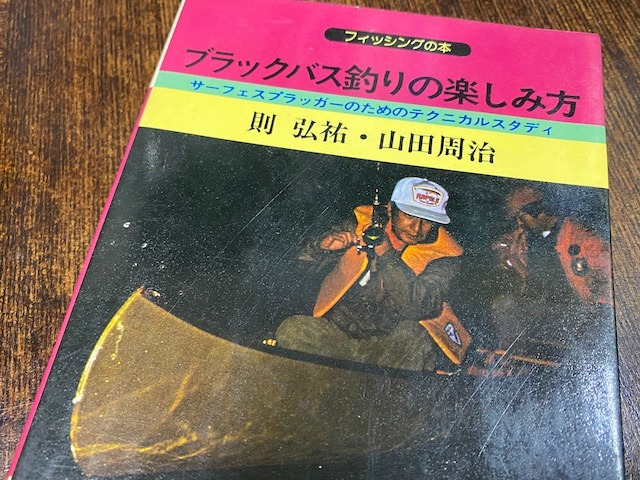 フィッシングの本
ブラックバス釣りの楽しみ方
サーフェスプラッガーのためのテクニカルスタディ
則 弘祐・山田周治